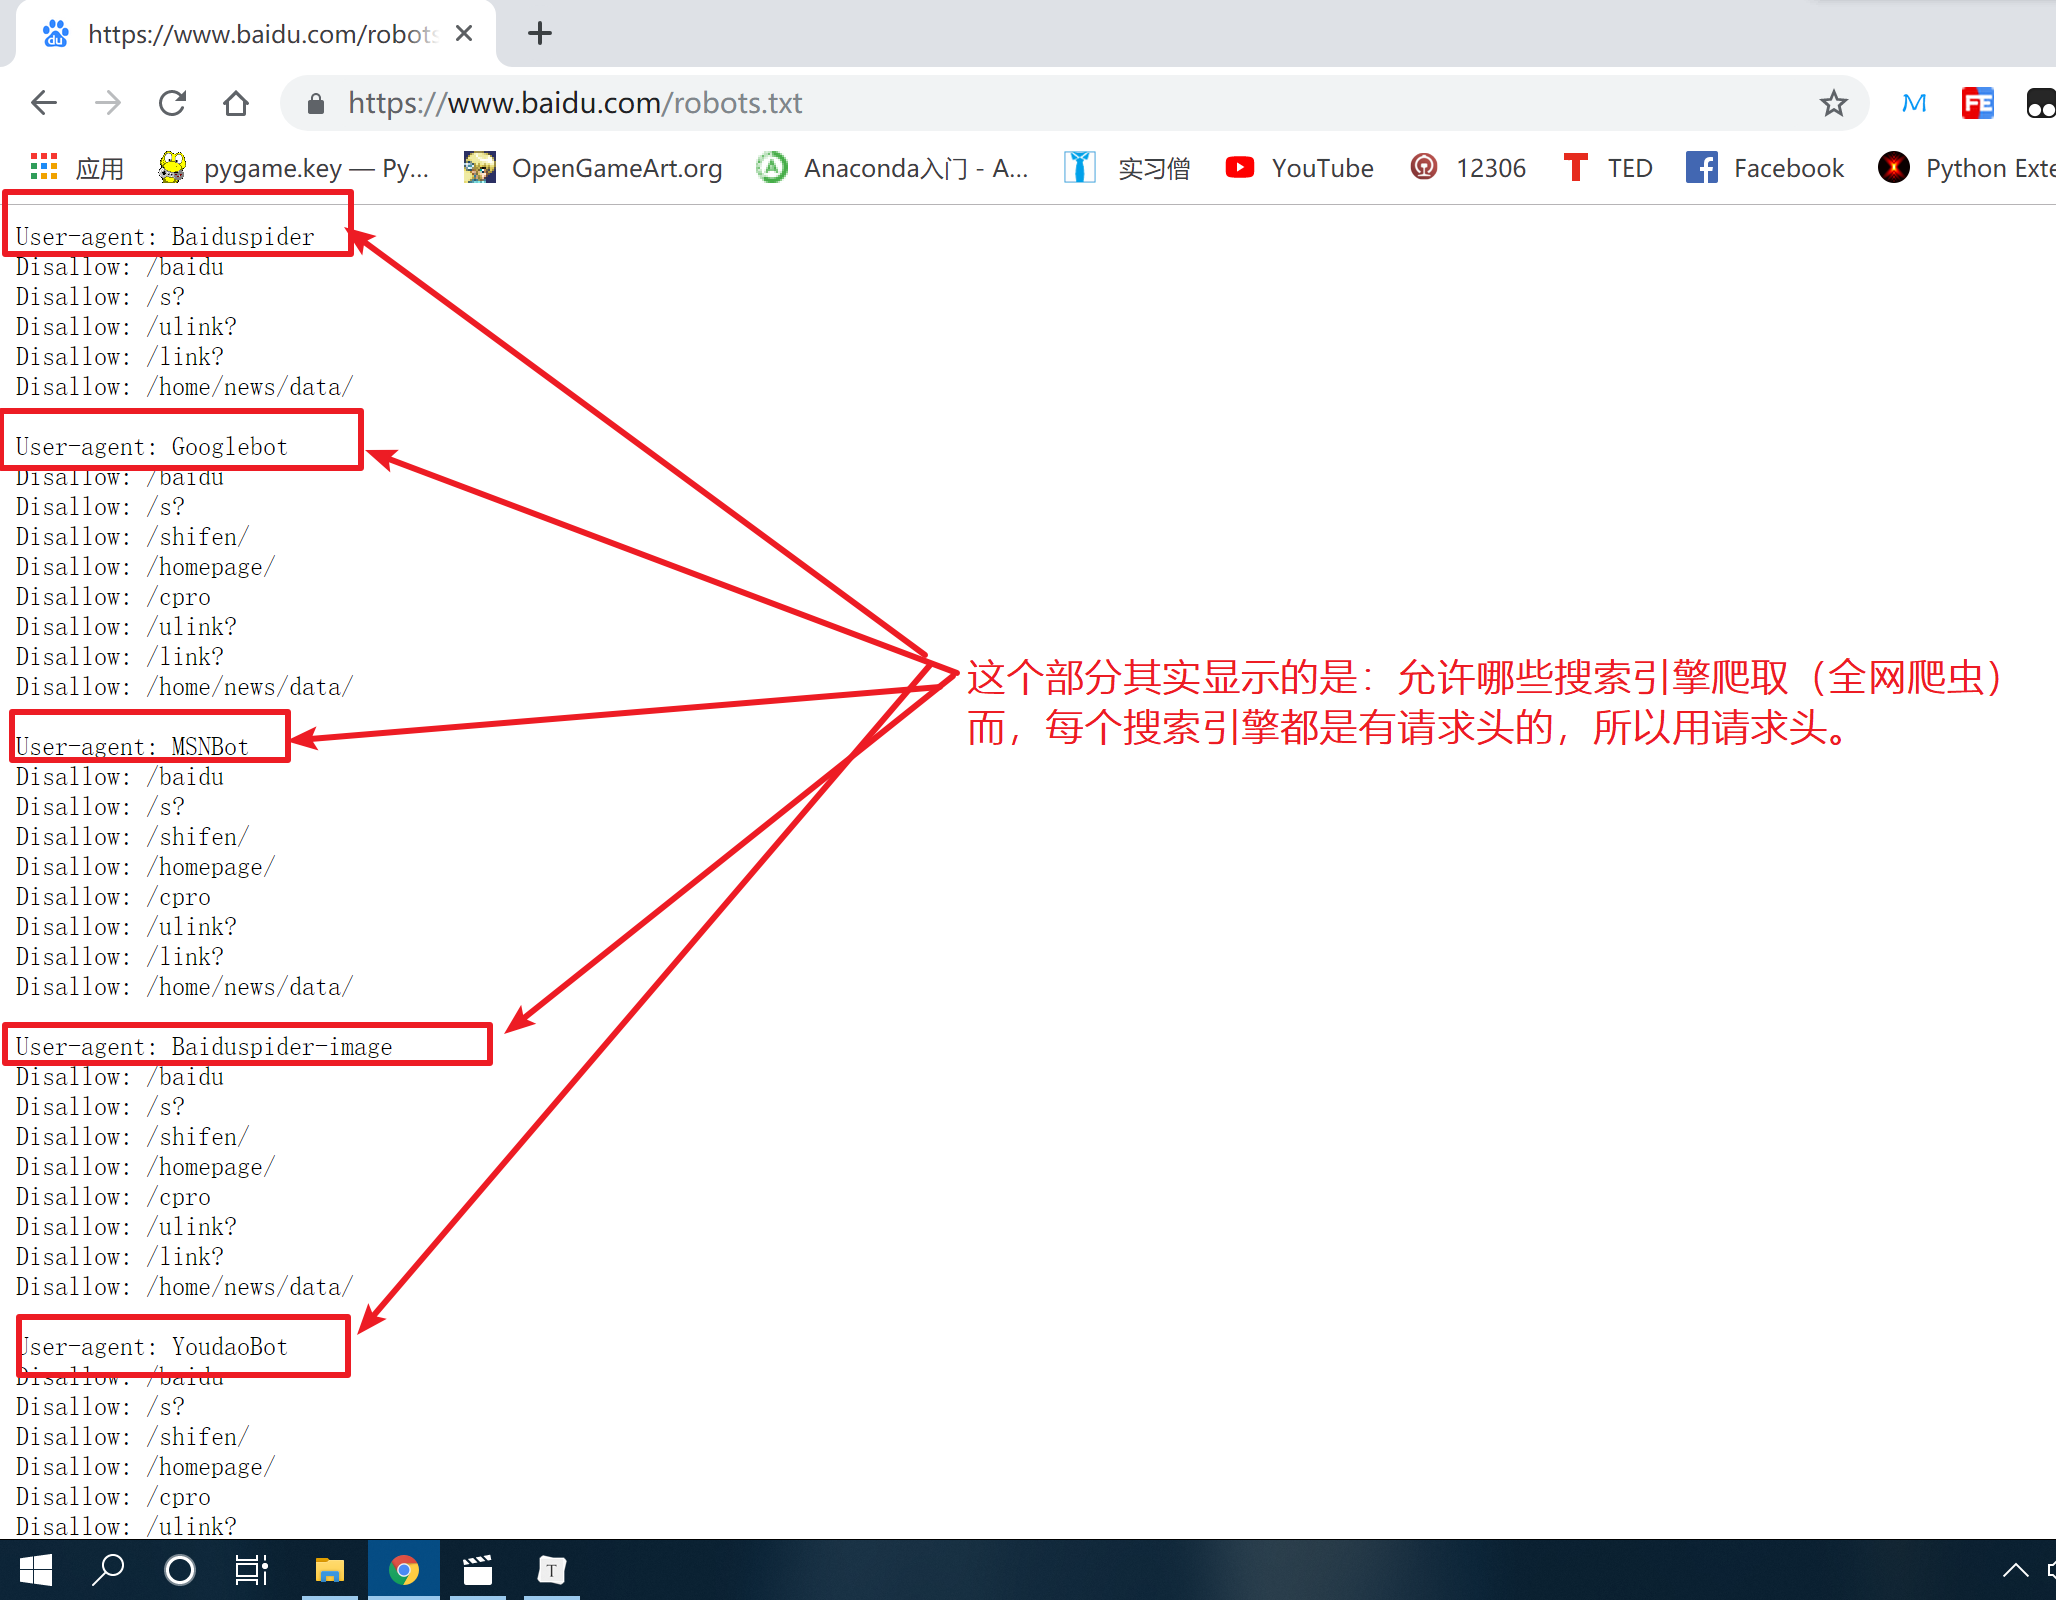 https://www.baidu.com/robots
https://www.baidu.com/robots.txt
应用 pygame.key — Py... OpenGameArt.org Anaconda入门 - A... 实习僧 YouTube 12306 TED Facebook Python Exte
User-agent: Baiduspider
Disallow: /baidu
Disallow: /s?
Disallow: /ulink?
Disallow: /link?
Disallow: /home/news/data/
User-agent: Googlebot
Disallow: /baidu
Disallow: /s?
Disallow: /shifen/
Disallow: /homepage/
Disallow: /cpro
Disallow: /ulink?
Disallow: /link?
Disallow: /home/news/data/
这个部分其实显示的是：允许哪些搜索引擎爬取（全网爬虫）
而，每个搜索引擎都是有请求头的，所以用请求头。
User-agent: MSNBot
Disallow: /baidu
Disallow: /s?
Disallow: /shifen/
Disallow: /homepage/
Disallow: /cpro
Disallow: /ulink?
Disallow: /link?
Disallow: /home/news/data/
User-agent: Baiduspider-image
Disallow: /baidu
Disallow: /s?
Disallow: /shifen/
Disallow: /homepage/
Disallow: /cpro
Disallow: /ulink?
Disallow: /link?
Disallow: /home/news/data/
User-agent: YoudaoBot
Disallow: /baidu
Disallow: /s?
Disallow: /shifen/
Disallow: /homepage/
Disallow: /cpro
Disallow: /ulink?